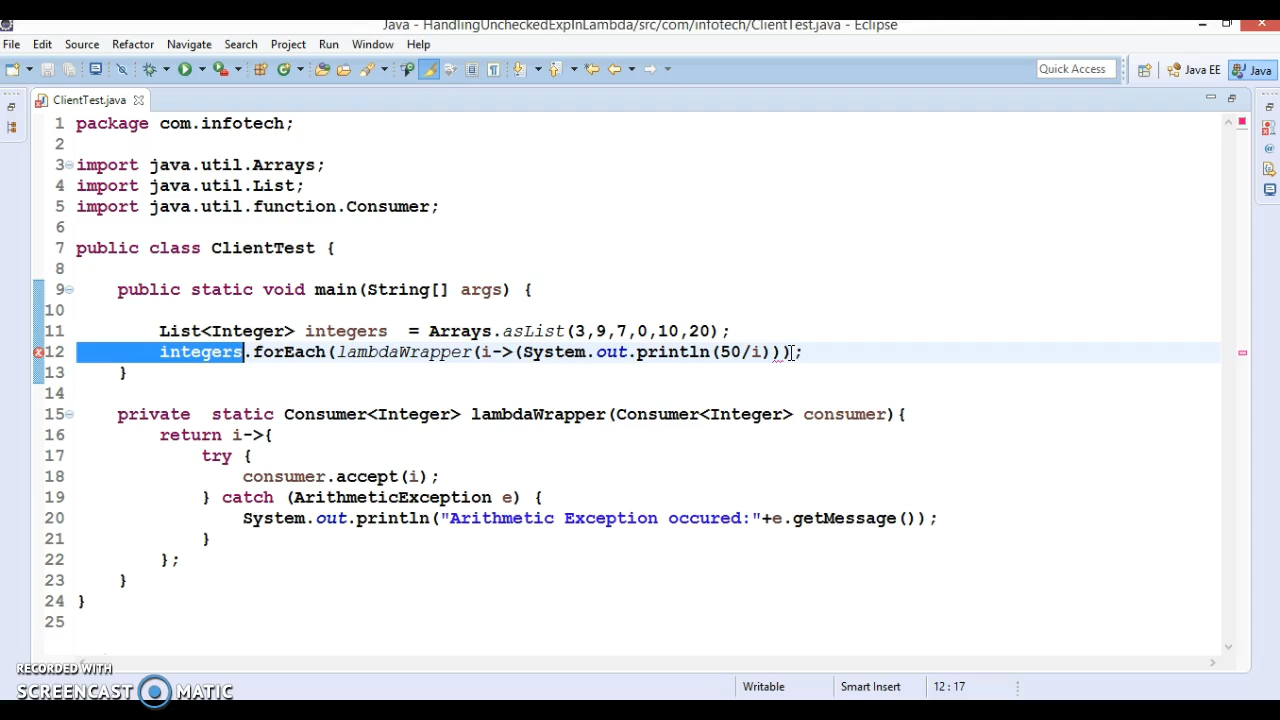 Java - HandlingUncheckedExpInLambda/src/com/infotech/ClientTest.java - Eclipse
File Edit Source Refactor Navigate Search Project Run Window Help
Quick Access Java EE Java
ClientTest.java
1 package com.infotech;
2
3 import java.util.Arrays;
4 import java.util.List;
5 import java.util.function.Consumer;
6
7 public class ClientTest {
8
9 public static void main(String[] args) {
10
11 List<Integer> integers  = Arrays.asList(3,9,7,0,10,20);
12 integers.forEach(lambdaWrapper(i->(System.out.println(50/i)));
13 }
14
15 private  static Consumer<Integer> lambdaWrapper(Consumer<Integer> consumer){
16 return i->{
17 try {
18 consumer.accept(i);
19 } catch (ArithmeticException e) {
20 System.out.println("Arithmetic Exception occured:"+e.getMessage());
21 }
22 };
23 }
24 }
25
RECORDED WITH
SCREENCAST MATIC
Writable Smart Insert 12 : 17